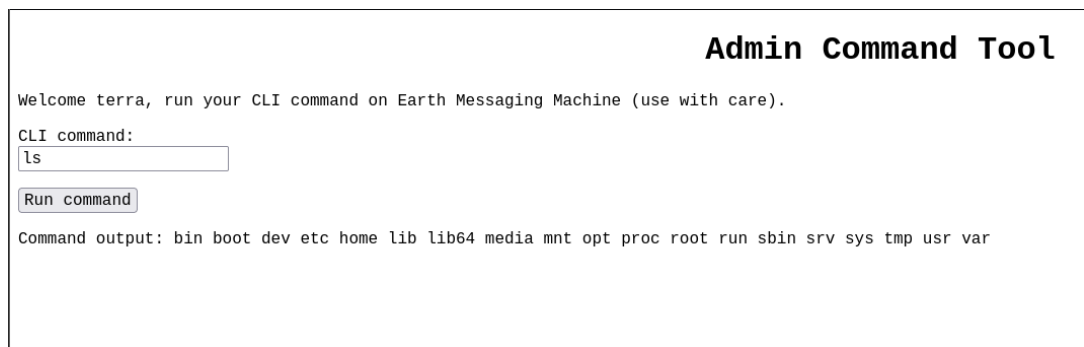 Admin Command Tool
Welcome terra, run your CLI command on Earth Messaging Machine (use with care).
CLI command:
ls
Run command
Command output: bin boot dev etc home lib lib64 media mnt opt proc root run sbin srv sys tmp usr var